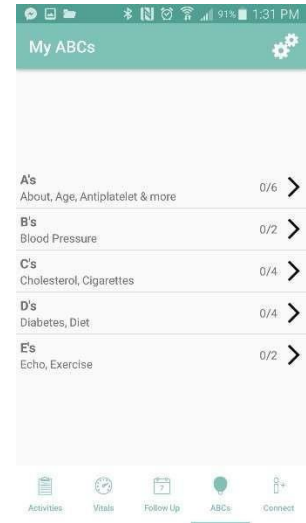 91% 1:31 PM
My ABCs
A's
About, Age, Antiplatelet & more
0/6
B's
Blood Pressure
0/2
C's
Cholesterol, Cigarettes
0/4
D's
Diabetes, Diet
0/4
E's
Echo, Exercise
0/2
Activities Vitals Follow Up ABCs Connect